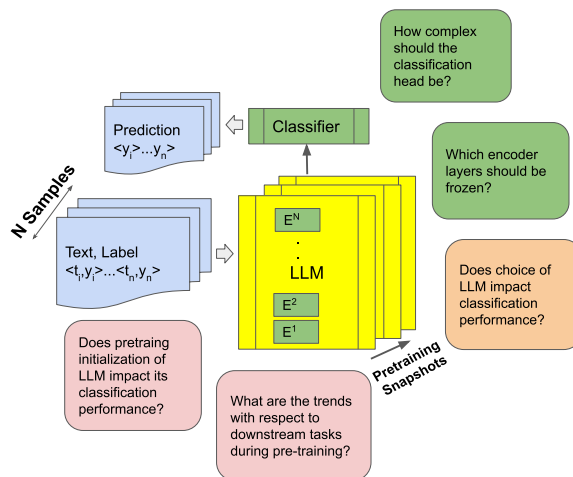 How complex
should the
classification
head be?
Prediction
<yᵢ>...yₙ>
Classifier
Which encoder
layers should be
frozen?
N Samples
Text, Label
<tᵢ,yᵢ>...<tₙ,yₙ>
Eᴺ
.
.
LLM
E²
E¹
Does choice of
LLM impact
classification
performance?
Pretraining
Snapshots
Does pretraing
initialization of
LLM impact its
classification
performance?
What are the trends
with respect to
downstream tasks
during pre-training?